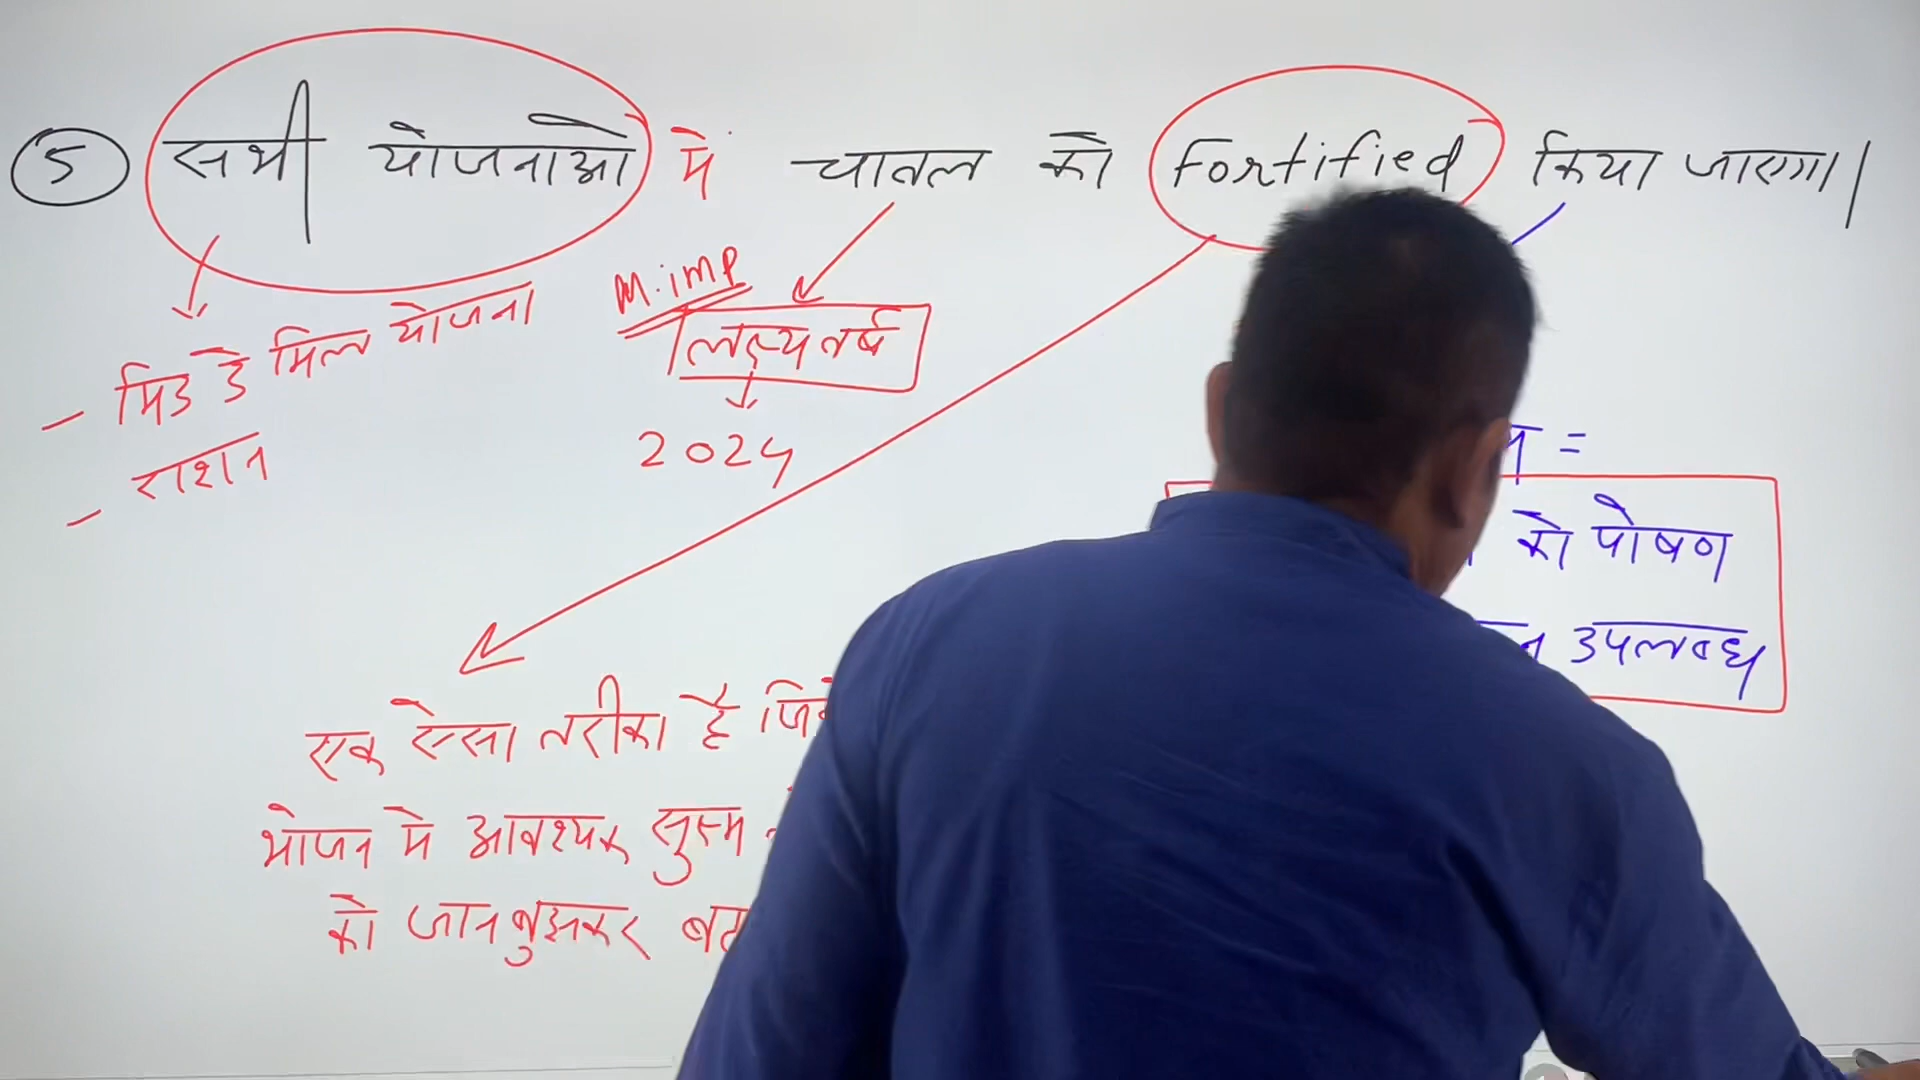 5 सभी योजनाओ मे चावल को Fortified किया जाएगा।
- मिड डे मिल योजना
- राशन
M.imp
लक्ष्य वर्ष
2024
एक ऐसा तरीका है
भोजन मे आवश्यक सुक्ष्म
को जानबुझकर
=
को पोषण
उपलब्ध